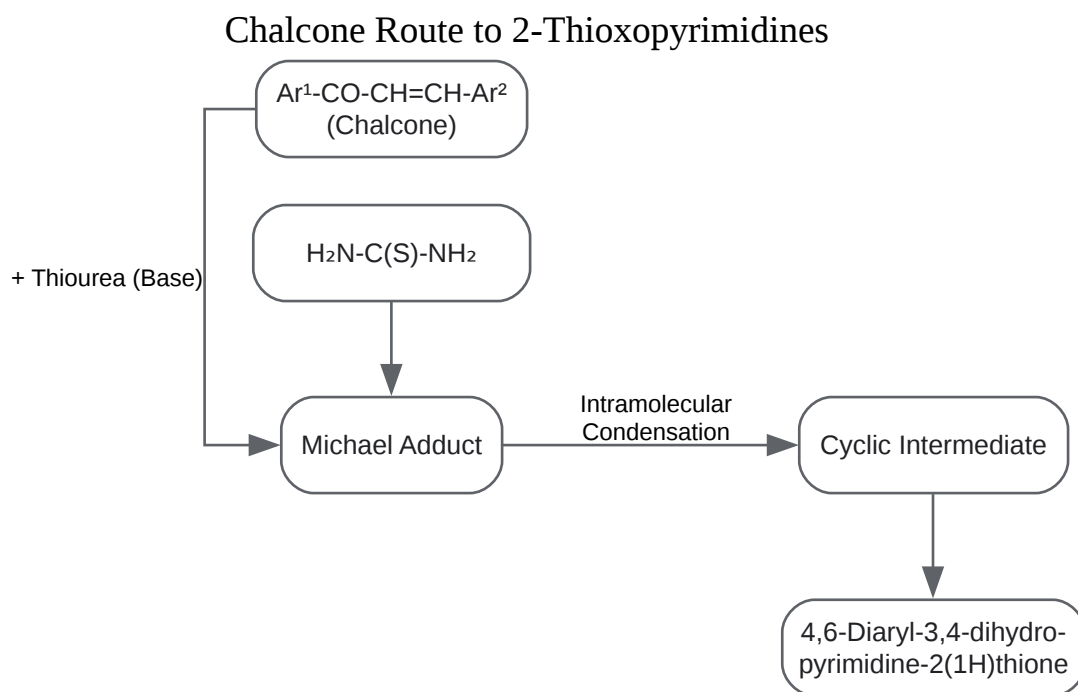 Chalcone Route to 2-Thioxopyrimidines
Ar¹-CO-CH=CH-Ar²
(Chalcone)
H₂N-C(S)-NH₂
+ Thiourea (Base)
Michael Adduct
Intramolecular
Condensation
Cyclic Intermediate
4,6-Diaryl-3,4-dihydro-
pyrimidine-2(1H)thione